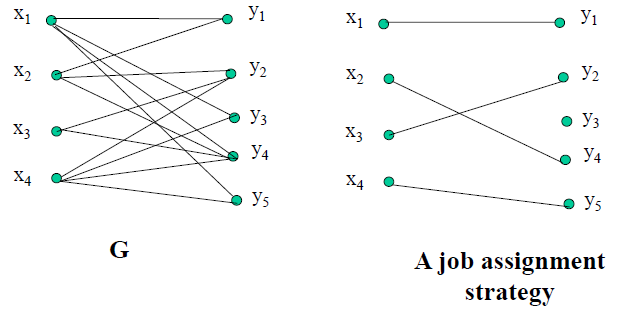 x1 y1
x2 y2
x3 y3
x4 y4
y5
G
x1 y1
x2 y2
x3 y3
x4 y4
y5
A job assignment
strategy